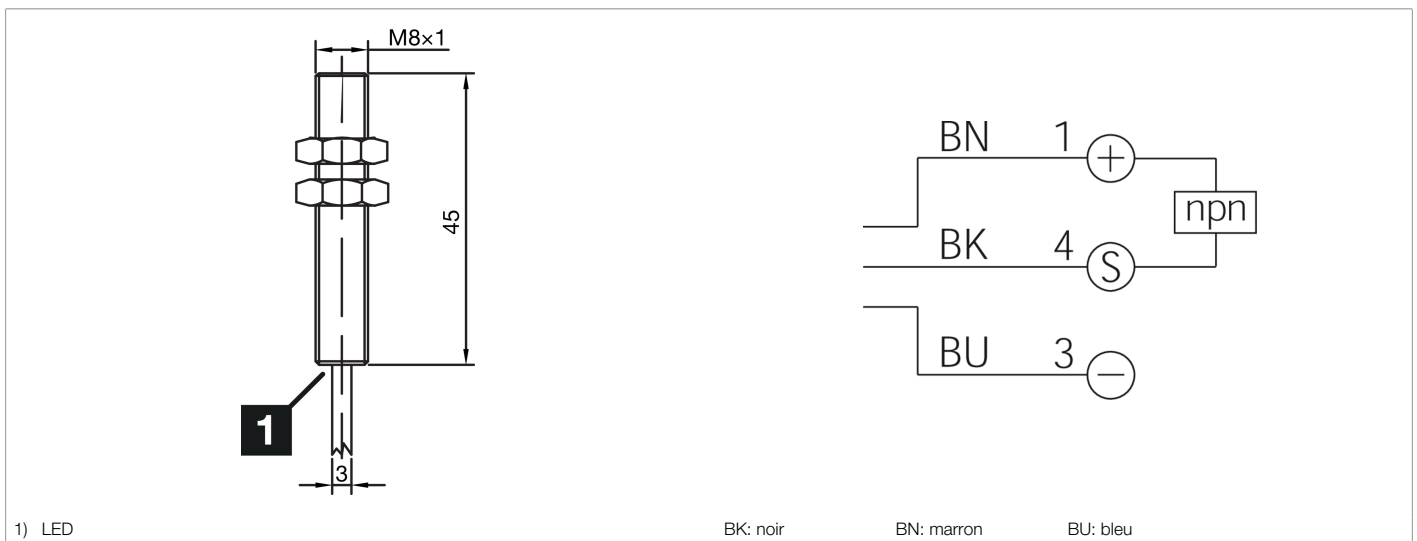 M8×1
45
1
3
BN 1 +
npn
BK 4 S
BU 3 −
1) LED
BK: noir BN: marron BU: bleu